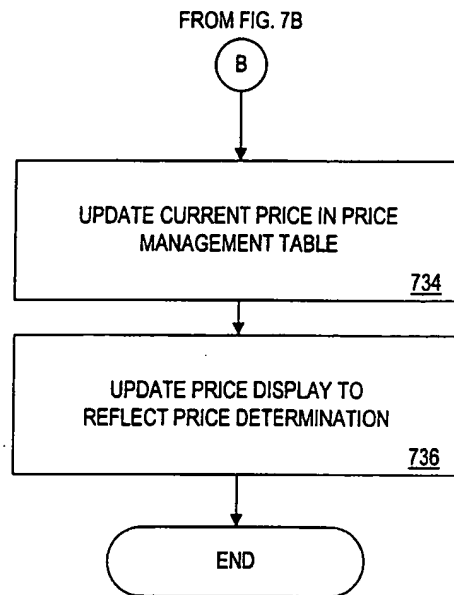 FROM FIG. 7B
B
UPDATE CURRENT PRICE IN PRICE
MANAGEMENT TABLE
734
UPDATE PRICE DISPLAY TO
REFLECT PRICE DETERMINATION
736
END